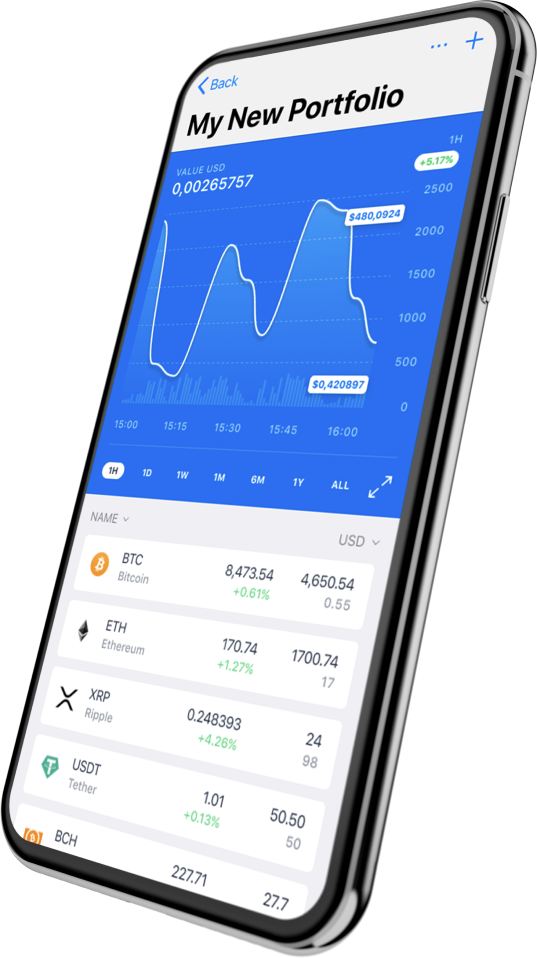 Back
... +
My New Portfolio
VALUE USD
0,00265757
1H
+5.17%
2500
$480,0924
2000
1500
1000
500
$0,420897
0
15:00 15:15 15:30 15:45 16:00
1H 1D 1W 1M 6M 1Y ALL
NAME USD
BTC 8,473.54 4,650.54
Bitcoin +0.61% 0.55
ETH 170.74 1700.74
Ethereum +1.27% 17
XRP 0.248393 24
Ripple +4.26% 98
USDT 1.01 50.50
Tether +0.13% 50
BCH 227.71 27.7